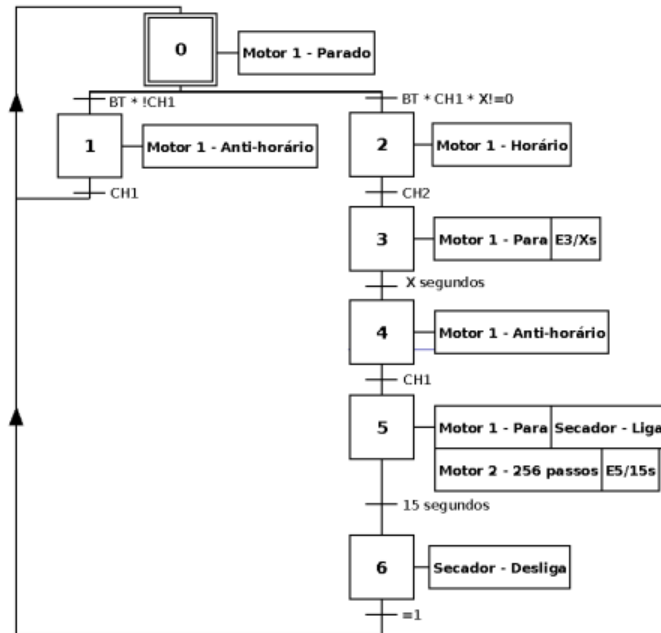 0
Motor 1 - Parado
BT * !CH1
BT * CH1 * X!=0
1
Motor 1 - Anti-horário
2
Motor 1 - Horário
CH1
CH2
3
Motor 1 - Para
E3/Xs
X segundos
4
Motor 1 - Anti-horário
CH1
5
Motor 1 - Para
Secador - Liga
Motor 2 - 256 passos
E5/15s
15 segundos
6
Secador - Desliga
=1